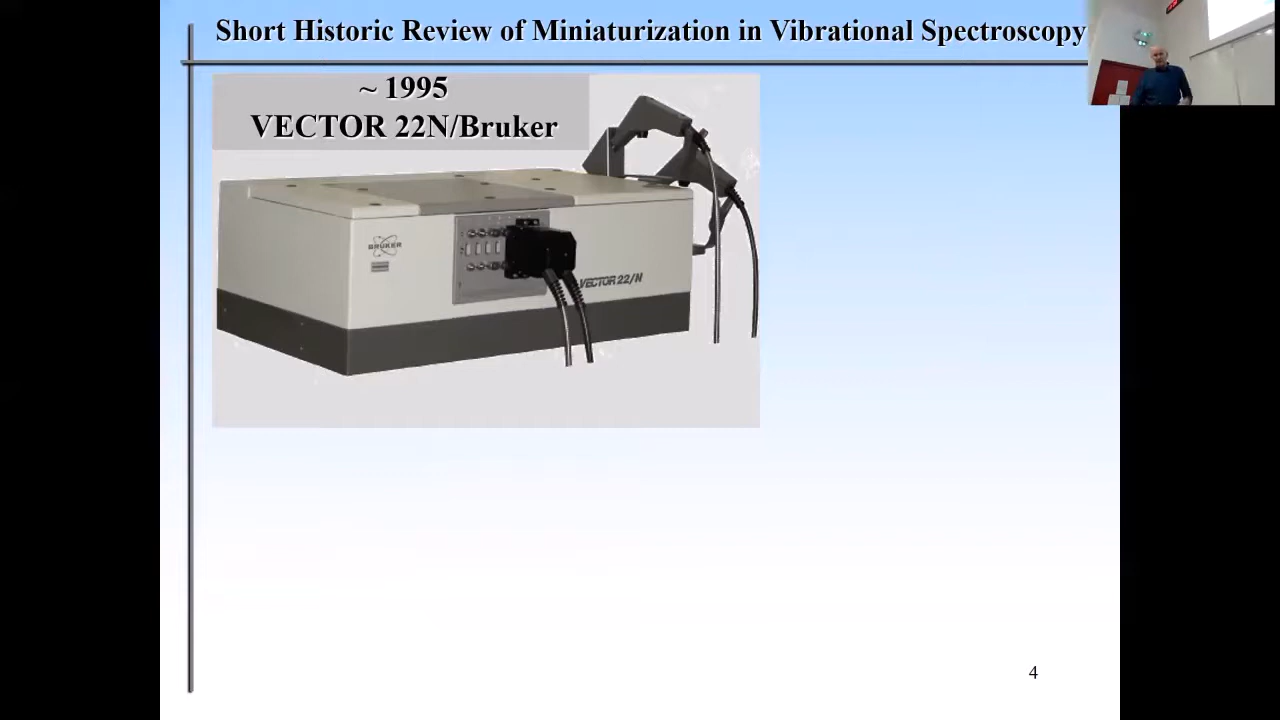 Short Historic Review of Miniaturization in Vibrational Spectroscopy
~ 1995
VECTOR 22N/Bruker
BRUKER
VECTOR 22/N
4